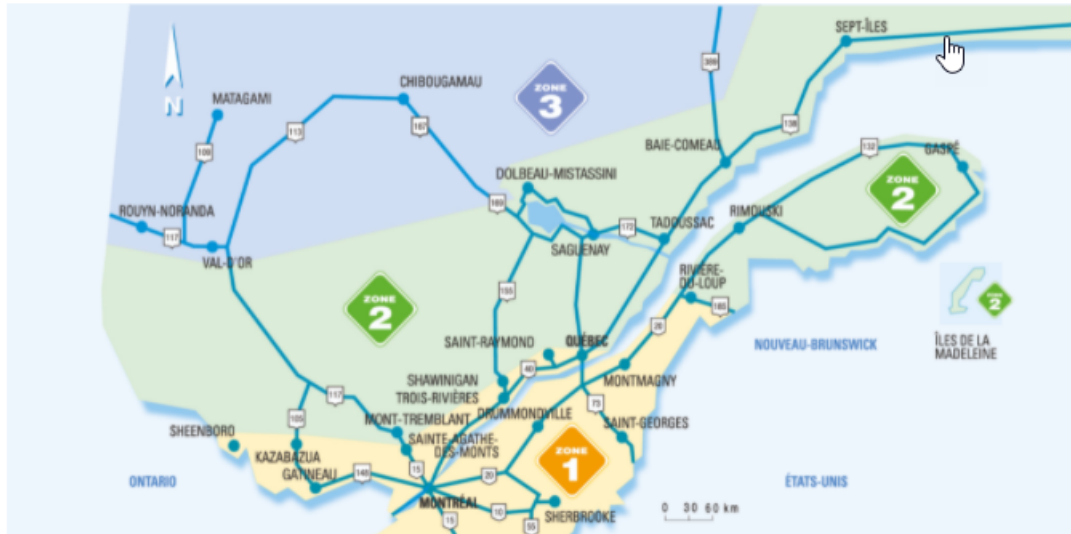 SEPT-ÎLES
389
CHIBOUGAMAU
ZONE
3
MATAGAMI
N
113
167
138
109
BAIE-COMEAU
132
GASPÉ
DOLBEAU-MISTASSINI
ZONE
2
169
ROUYN-NORANDA
TADOUSSAC
RIMOUSKI
117
172
SAGUENAY
VAL-D'OR
RIVIÈRE-
DU-LOUP
155
ZONE
2
ZONE
2
185
20
SAINT-RAYMOND
QUÉBEC
NOUVEAU-BRUNSWICK
ÎLES DE LA
MADELEINE
40
SHAWINIGAN
MONTMAGNY
TROIS-RIVIÈRES
117
73
DRUMMONDVILLE
105
MONT-TREMBLANT
SAINT-GEORGES
SHEENBORO
SAINTE-AGATHE-
DES-MONTS
KAZABAZUA
ZONE
1
15
148
20
GATINEAU
ONTARIO
ÉTATS-UNIS
MONTRÉAL
10
SHERBROOKE
0 30 60 km
15
55